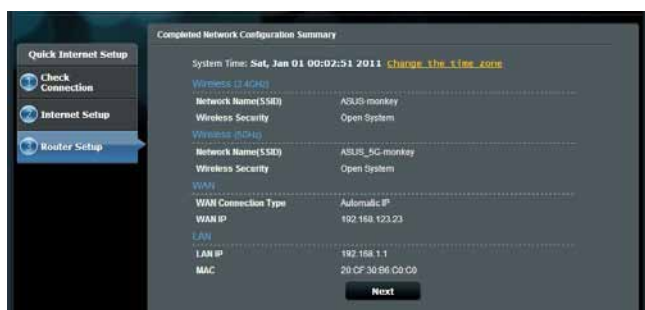 Completed Network Configuration Summary
Quick Internet Setup
1 Check Connection
2 Internet Setup
3 Router Setup
System Time: Sat, Jan 01 00:02:51 2011 Change the time zone
Wireless (2.4GHz)
Network Name(SSID) ASUS-monkey
Wireless Security Open System
Wireless (5GHz)
Network Name(SSID) ASUS_5G-monkey
Wireless Security Open System
WAN
WAN Connection Type Automatic IP
WAN IP 192.168.123.23
LAN
LAN IP 192.168.1.1
MAC 20:CF:30:B6:C0:C0
Next